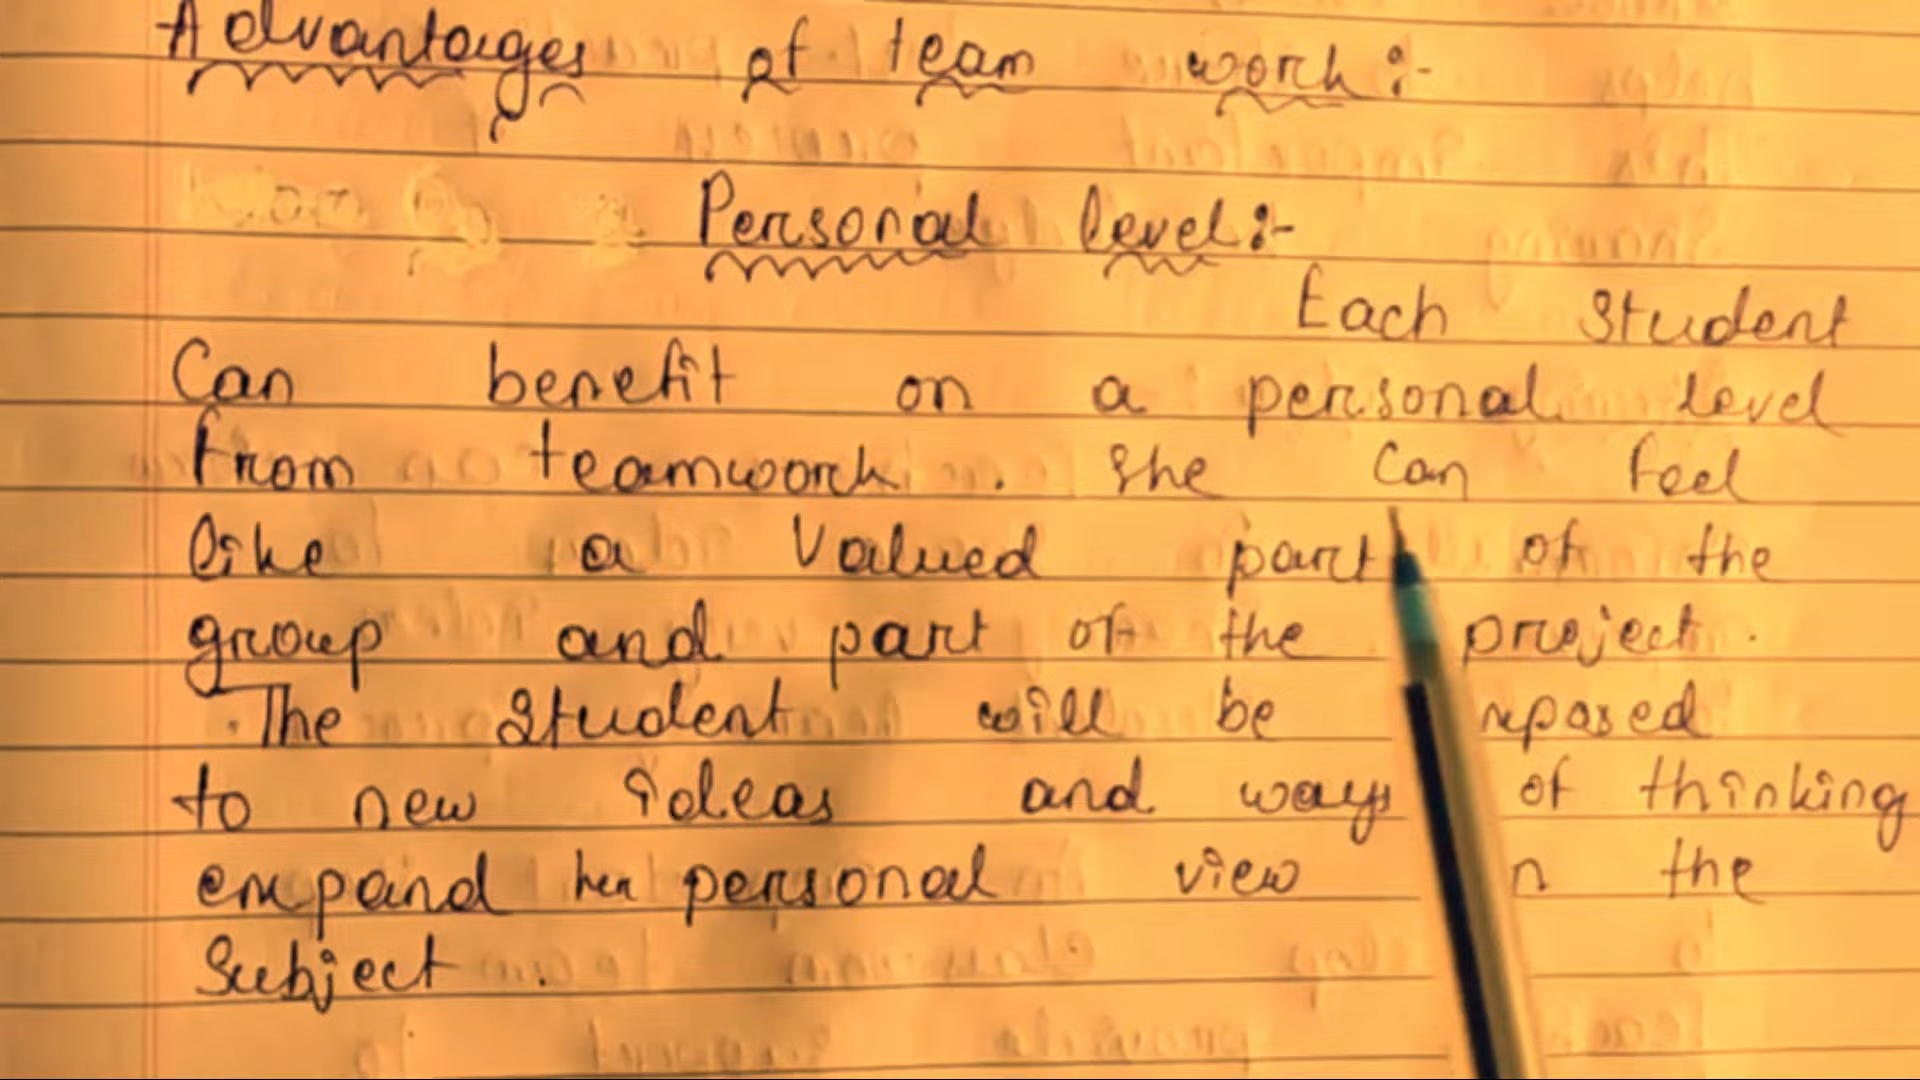 Advantages of team work :-
Personal level :-
Each student
Can benefit on a personal level
from teamwork. She can feel
like a Valued part of the
group and part of the project.
The student will be
to new ideas and ways of thinking
expand her personal view the
Subject.